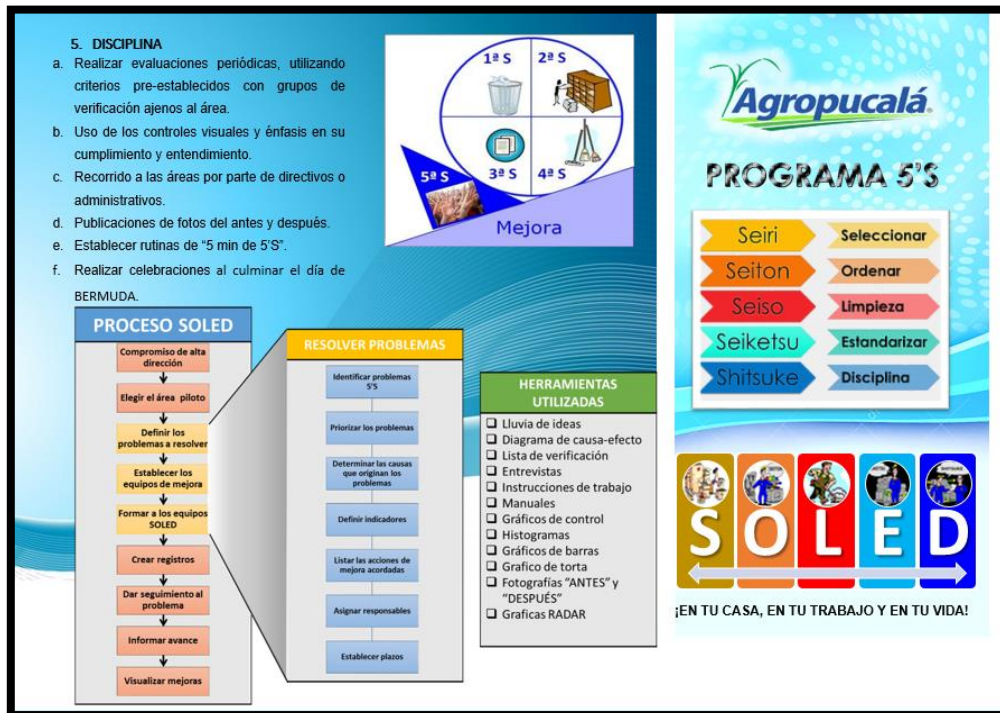 5. DISCIPLINA
a. Realizar evaluaciones periódicas, utilizando
criterios pre-establecidos con grupos de
verificación ajenos al área.
b. Uso de los controles visuales y énfasis en su
cumplimiento y entendimiento.
c. Recorrido a las áreas por parte de directivos o
administrativos.
d. Publicaciones de fotos del antes y después.
e. Establecer rutinas de “5 min de 5’S”.
f. Realizar celebraciones al culminar el día de
BERMUDA.
1ª S
2ª S
3ª S
4ª S
5ª S
Mejora
PROCESO SOLED
Compromiso de alta
dirección
Elegir el área piloto
Definir los
problemas a resolver
Establecer los
equipos de mejora
Formar a los equipos
SOLED
Crear registros
Dar seguimiento al
problema
Informar avance
Visualizar mejoras
RESOLVER PROBLEMAS
Identificar problemas
5'S
Priorizar los problemas
Determinar las causas
que originan los
problemas
Definir indicadores
Listar las acciones de
mejora acordadas
Asignar responsables
Establecer plazos
HERRAMIENTAS
UTILIZADAS
Lluvia de ideas
Diagrama de causa-efecto
Lista de verificación
Entrevistas
Instrucciones de trabajo
Manuales
Gráficos de control
Histogramas
Gráficos de barras
Grafico de torta
Fotografías “ANTES” y
“DESPUÉS”
Graficas RADAR
Agropucalá
PROGRAMA 5’S
Seiri Seleccionar
Seiton Ordenar
Seiso Limpieza
Seiketsu Estandarizar
Shitsuke Disciplina
SOLED
¡EN TU CASA, EN TU TRABAJO Y EN TU VIDA!